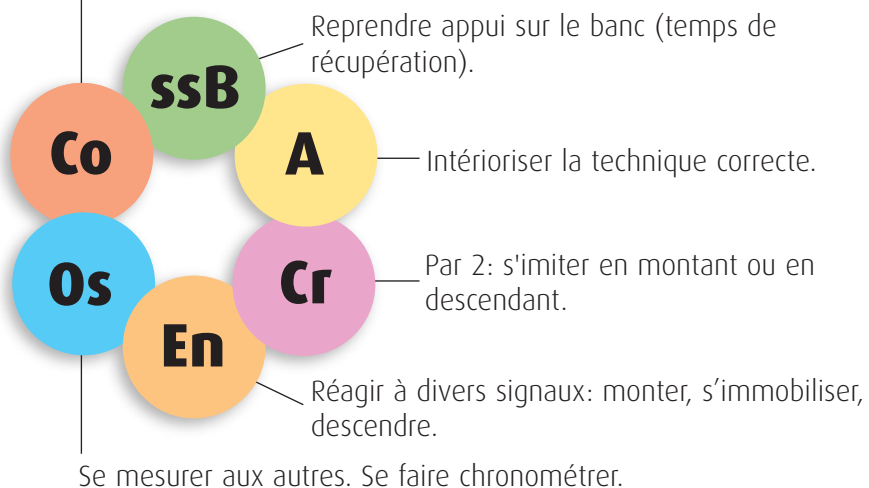 Reprendre appui sur le banc (temps de
récupération).
ssB
Co
A
Intérioriser la technique correcte.
Par 2: s'imiter en montant ou en
descendant.
Cr
Os
En
Réagir à divers signaux: monter, s’immobiliser,
descendre.
Se mesurer aux autres. Se faire chronométrer.